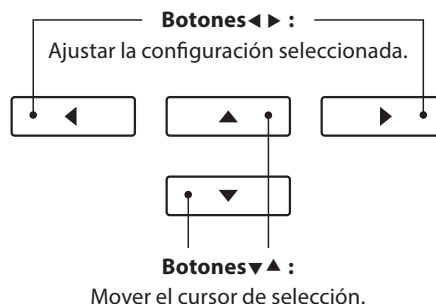 Botones◀ ▶ :
Ajustar la configuración seleccionada.
Botones▼▲ :
Mover el cursor de selección.